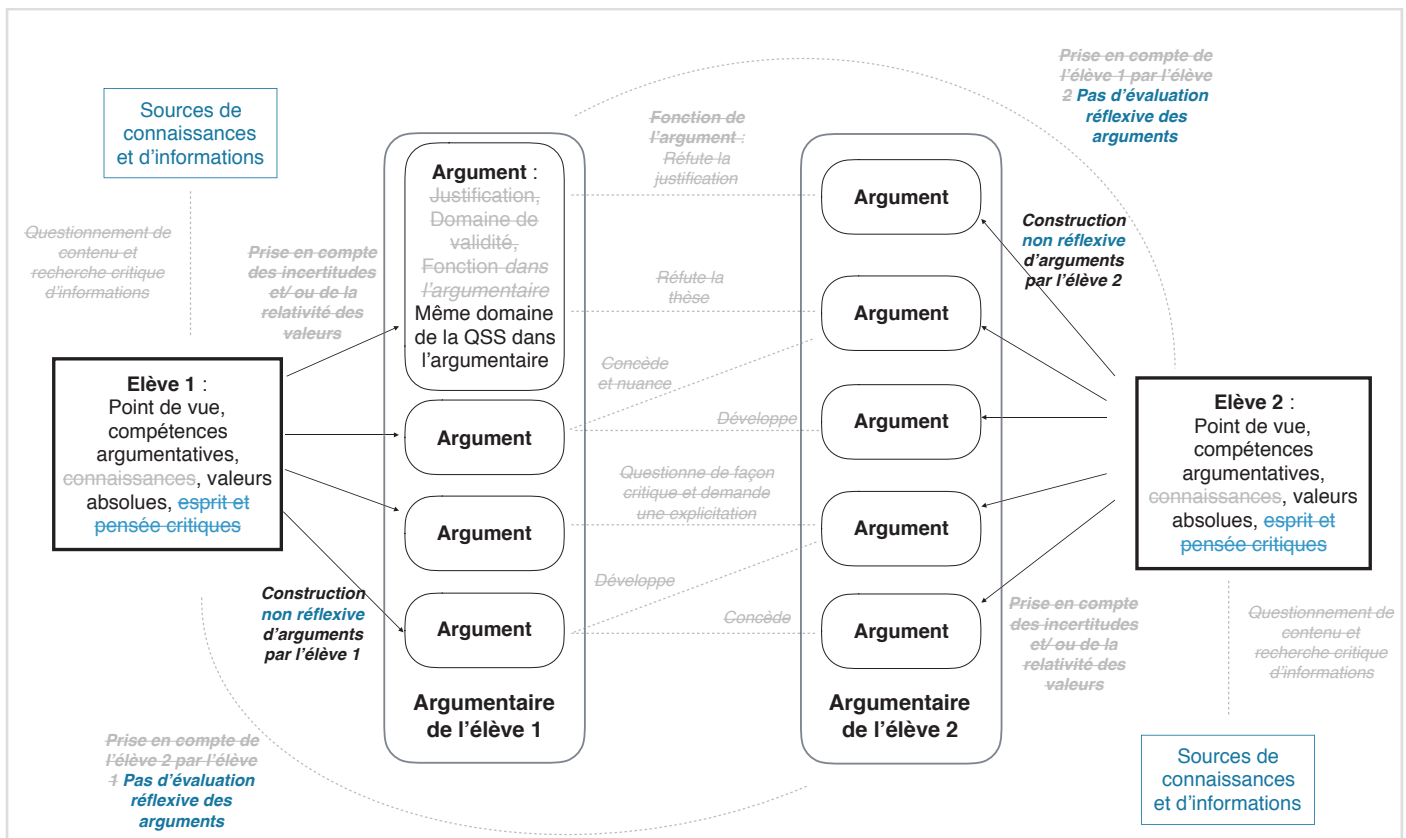 Sources de
connaissances
et d’informations
Questionnement de
contenu et
recherche critique
d’informations
Prise en compte
des incertitudes
et/ ou de la
relativité des
valeurs
Elève 1 :
Point de vue,
compétences
argumentatives,
connaissances, valeurs
absolues, esprit et
pensée critiques
Construction
non réflexive
d’arguments
par l’élève 1
Prise en compte de
l’élève 2 par l’élève
1 Pas d’évaluation
réflexive des
arguments
Argument :
Justification,
Domaine de
validité,
Fonction dans
l’argumentaire
Même domaine
de la QSS dans
l’argumentaire
Argument
Argument
Argument
Argumentaire
de l’élève 1
Fonction de
l’argument :
Réfute la
justification
Réfute la
thèse
Concède
et nuance
Développe
Questionne de façon
critique et demande
une explicitation
Développe
Concède
Argument
Argument
Argument
Argument
Argument
Argumentaire
de l’élève 2
Prise en compte de
l’élève 1 par l’élève
2 Pas d’évaluation
réflexive des
arguments
Construction
non réflexive
d’arguments
par l’élève 2
Elève 2 :
Point de vue,
compétences
argumentatives,
connaissances, valeurs
absolues, esprit et
pensée critiques
Prise en compte
des incertitudes
et/ ou de la
relativité des
valeurs
Questionnement de
contenu et
recherche critique
d’informations
Sources de
connaissances
et d’informations